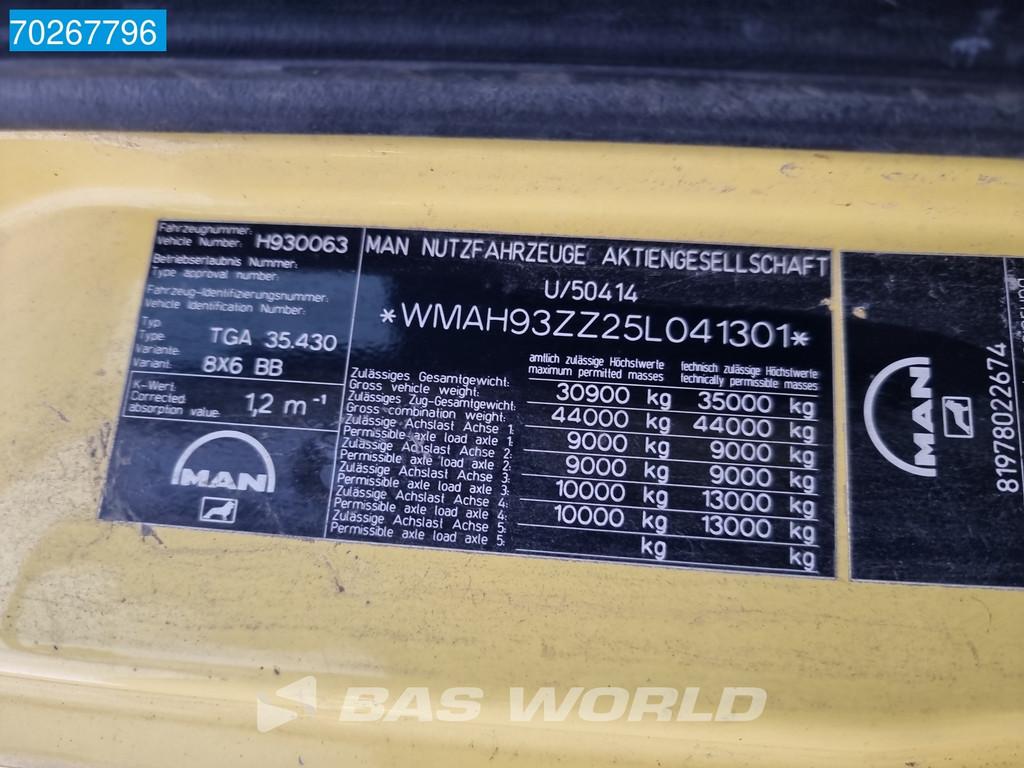 70267796
Fahrzeugnummer:
Vehicle Number: H930063
Betriebserlaubnis Nummer:
Type approval number:
Fahrzeug-Identifizierungsnummer:
Vehicle Identification Number:
Typ
Type TGA 35.430
Variante
Variant: 8X6 BB
K-Wert:
Corrected
absorption value: 1,2 m⁻¹
MAN
MAN NUTZFAHRZEUGE AKTIENGESELLSCHAFT
U/50414
*WMAH93ZZ25L041301*
amtlich zulässige Höchstwerte technisch zulässige Höchstwerte
maximum permitted masses technically permissible masses
Zulässiges Gesamtgewicht:
Gross vehicle weight: 30900 kg 35000 kg
Zulässiges Zug-Gesamtgewicht:
Gross combination weight: 44000 kg 44000 kg
Zulässige Achslast Achse 1:
Permissible axle load axle 1: 9000 kg 9000 kg
Zulässige Achslast Achse 2:
Permissible axle load axle 2: 9000 kg 9000 kg
Zulässige Achslast Achse 3:
Permissible axle load axle 3: 10000 kg 13000 kg
Zulässige Achslast Achse 4:
Permissible axle load axle 4: 10000 kg 13000 kg
Zulässige Achslast Achse 5:
Permissible axle load axle 5: kg kg
MAN
81978022674
BAS WORLD